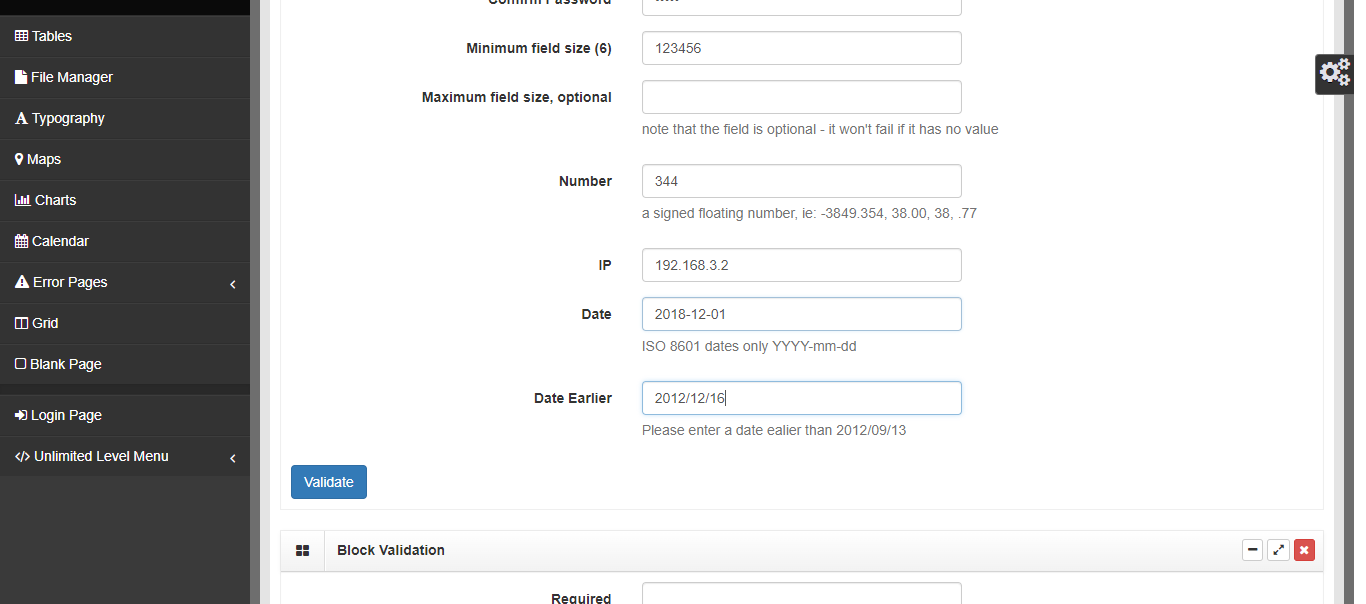 Tables
File Manager
Typography
Maps
Charts
Calendar
Error Pages
Grid
Blank Page
Login Page
Unlimited Level Menu
Confirm Password
Minimum field size (6) 123456
Maximum field size, optional
note that the field is optional - it won't fail if it has no value
Number 344
a signed floating number, ie: -3849.354, 38.00, 38, .77
IP 192.168.3.2
Date 2018-12-01
ISO 8601 dates only YYYY-mm-dd
Date Earlier 2012/12/16
Please enter a date ealier than 2012/09/13
Validate
Block Validation
Required